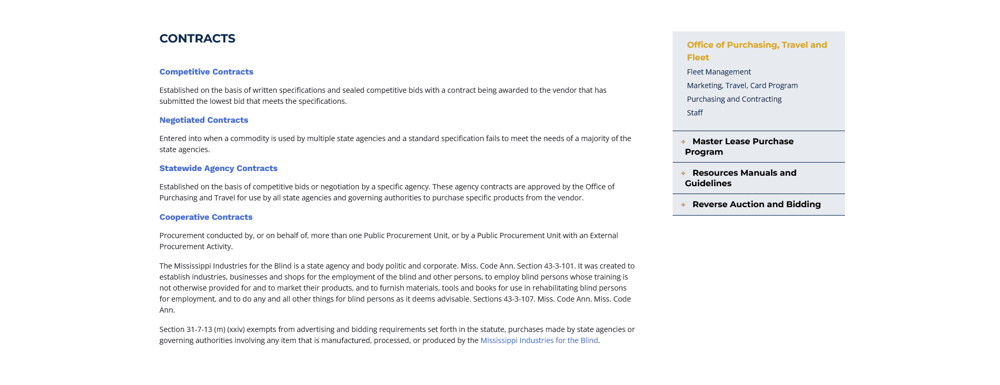 CONTRACTS
Competitive Contracts
Established on the basis of written specifications and sealed competitive bids with a contract being awarded to the vendor that has
submitted the lowest bid that meets the specifications.
Negotiated Contracts
Entered into when a commodity is used by multiple state agencies and a standard specification fails to meet the needs of a majority of the
state agencies.
Statewide Agency Contracts
Established on the basis of competitive bids or negotiation by a specific agency. These agency contracts are approved by the Office of
Purchasing and Travel for use by all state agencies and governing authorities to purchase specific products from the vendor.
Cooperative Contracts
Procurement conducted by, or on behalf of, more than one Public Procurement Unit, or by a Public Procurement Unit with an External
Procurement Activity.
The Mississippi Industries for the Blind is a state agency and body politic and corporate. Miss. Code Ann. Section 43-3-101. It was created to
establish industries, businesses and shops for the employment of the blind and other persons, to employ blind persons whose training is
not otherwise provided for and to market their products, and to furnish materials, tools and books for use in rehabilitating blind persons
for employment, and to do any and all other things for blind persons as it deems advisable. Sections 43-3-107. Miss. Code Ann. Miss. Code
Ann.
Section 31-7-13 (m) (xxiv) exempts from advertising and bidding requirements set forth in the statute, purchases made by state agencies or
governing authorities involving any item that is manufactured, processed, or produced by the Mississippi Industries for the Blind.
Office of Purchasing, Travel and
Fleet
Fleet Management
Marketing, Travel, Card Program
Purchasing and Contracting
Staff
+ Master Lease Purchase
Program
+ Resources Manuals and
Guidelines
+ Reverse Auction and Bidding